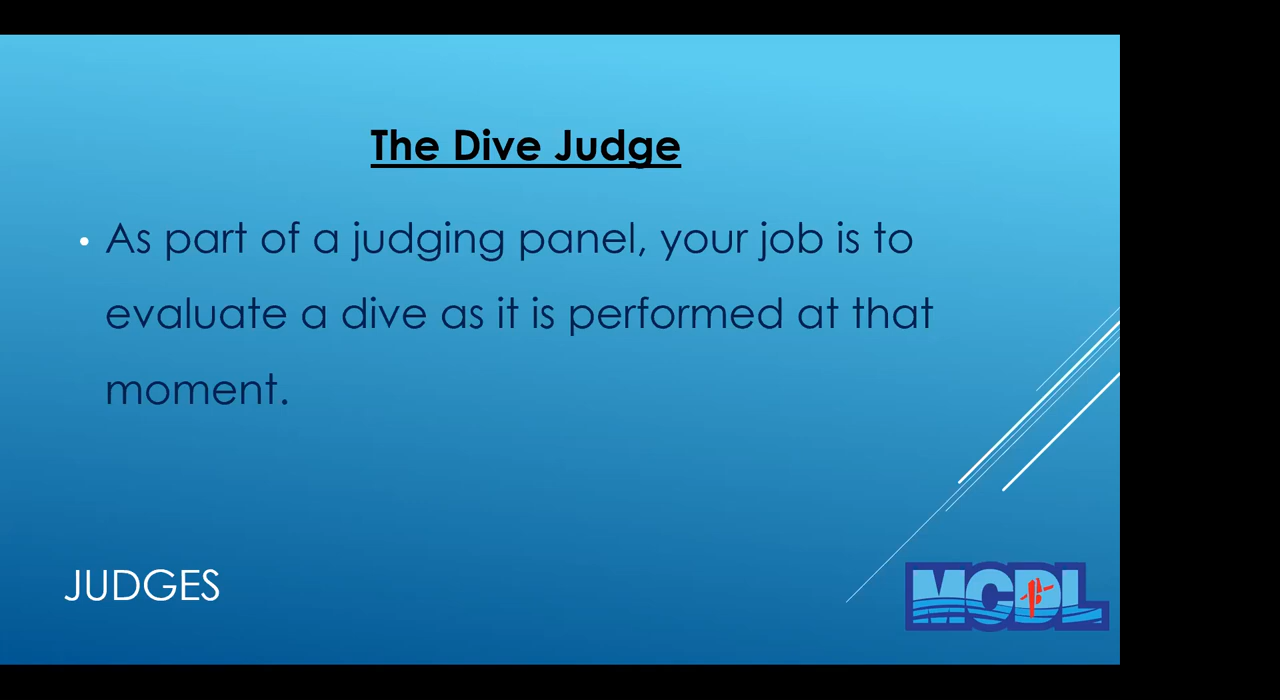 The Dive Judge
• As part of a judging panel, your job is to
evaluate a dive as it is performed at that
moment.
JUDGES
MCDL